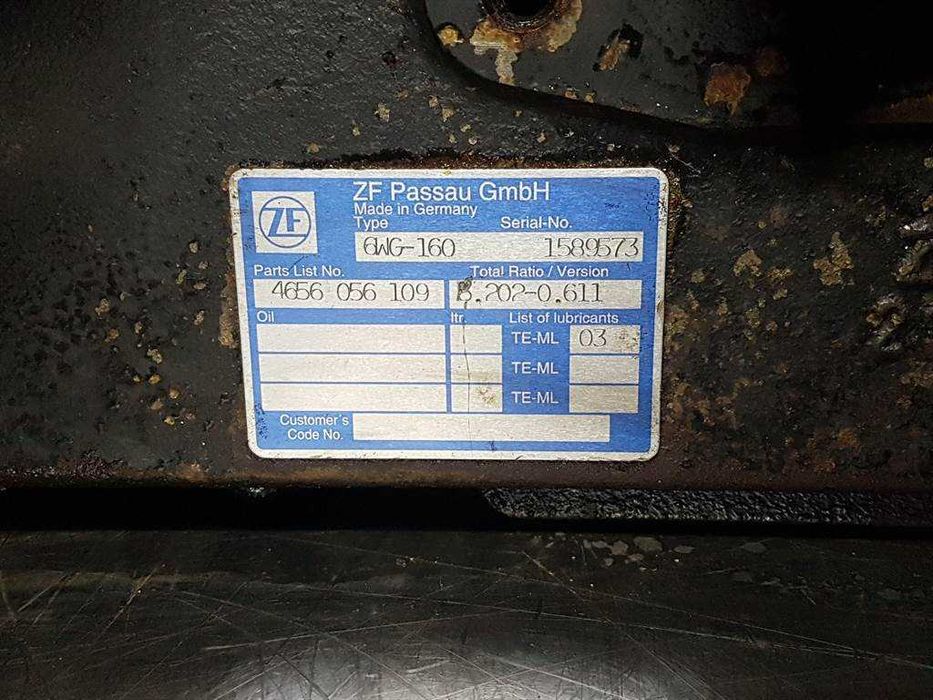 ZF
ZF Passau GmbH
Made in Germany
Type Serial-No.
6WG-160 1589573
Parts List No. Total Ratio / Version
4656 056 109 .202-0.611
Oil ltr. List of lubricants
TE-ML 03
TE-ML
TE-ML
Customer's
Code No.